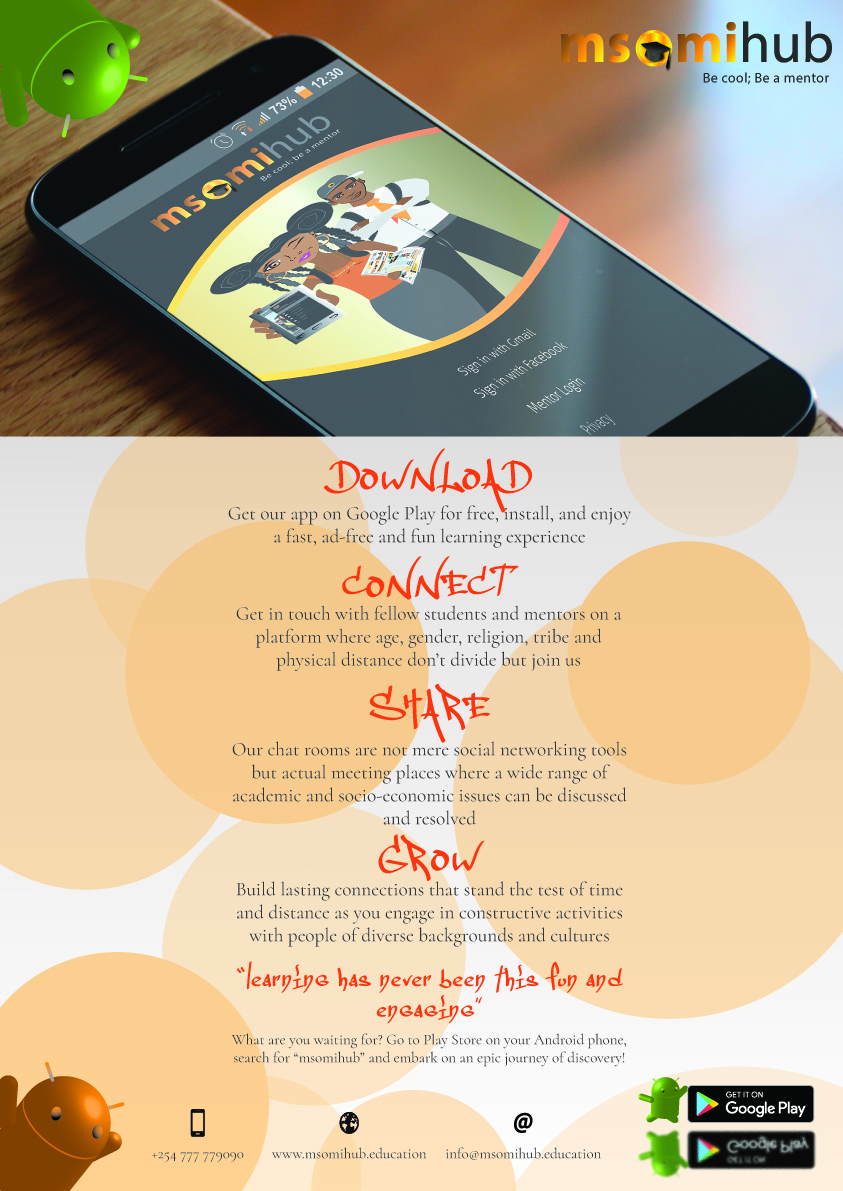 msomihub
Be cool; Be a mentor
73% 12:30
msomihub
Be cool; be a mentor
Sign in with Gmail
Sign in with Facebook
Mentor Login
Privacy
DOWNLOAD
Get our app on Google Play for free, install, and enjoy
a fast, ad-free and fun learning experience
CONNECT
Get in touch with fellow students and mentors on a
platform where age, gender, religion, tribe and
physical distance don't divide but join us
SHARE
Our chat rooms are not mere social networking tools
but actual meeting places where a wide range of
academic and socio-economic issues can be discussed
and resolved
GROW
Build lasting connections that stand the test of time
and distance as you engage in constructive activities
with people of diverse backgrounds and cultures
"learning has never been this fun and
engaging"
What are you waiting for? Go to Play Store on your Android phone,
search for "msomihub" and embark on an epic journey of discovery!
+254 777 779090
www.msomihub.education
@
info@msomihub.education
GET IT ON
Google Play
Google Play
GET IT ON